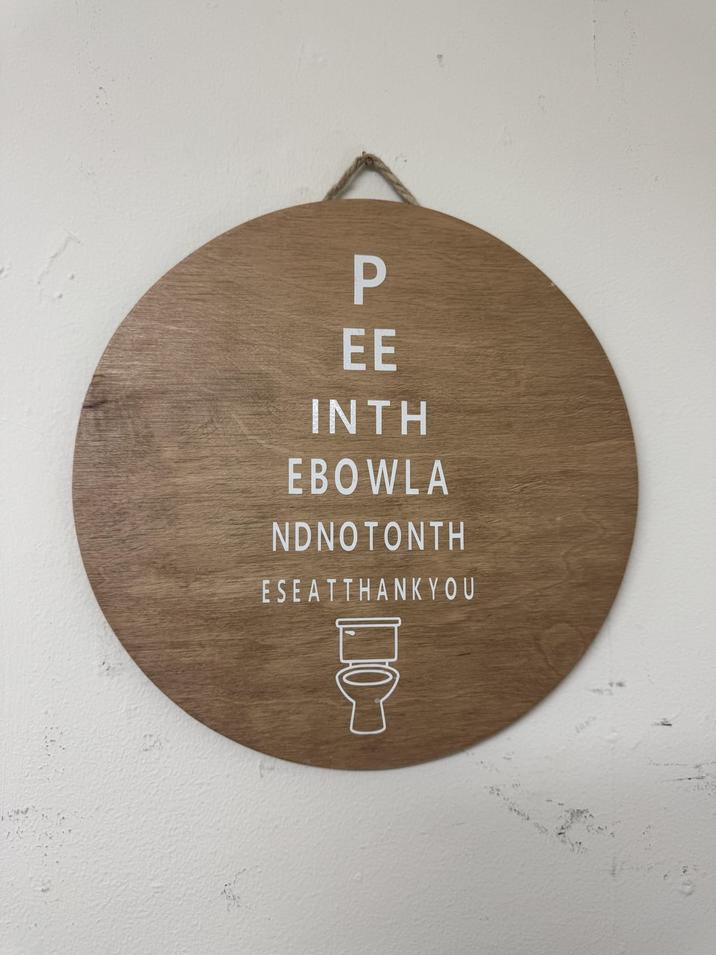 P
EE
INTH
EBOWLA
NDNOTONTH
ESEATTHANKYOU